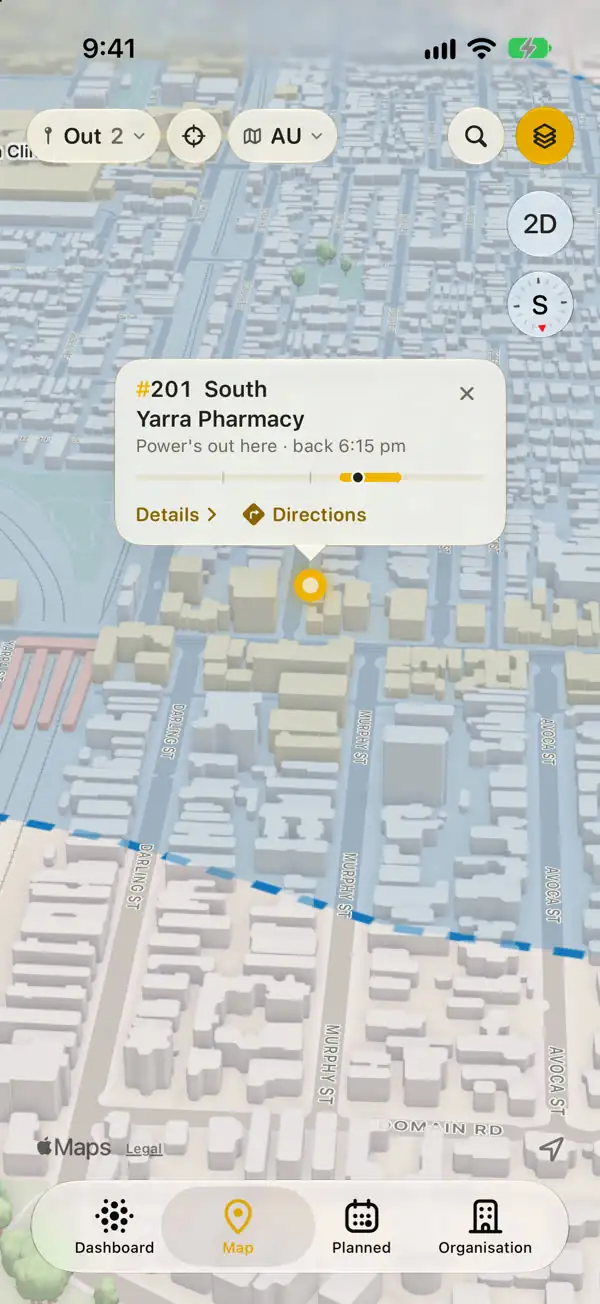 9:41
Out 2
AU
2D
S
#201 South
Yarra Pharmacy
Power's out here · back 6:15 pm
Details
Directions
DARLING ST
MURPHY ST
AVOCA ST
DARLING ST
MURPHY ST
AVOCA ST
MURPHY ST
AVOCA ST
Maps
Legal
Dashboard
Map
Planned
Organisation